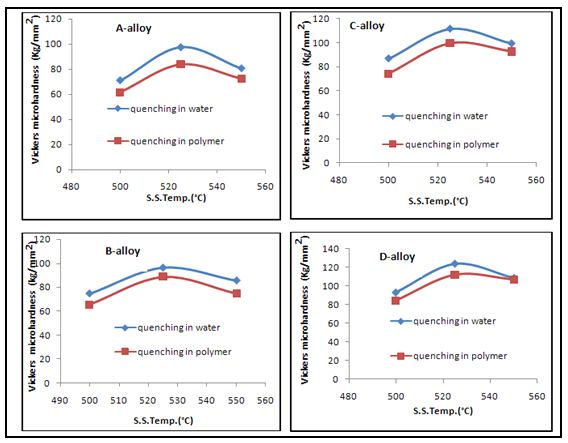 A-alloy
Vickers microhardness (Kg/mm²)
120
100
80
60
40
20
0
quenching in water
quenching in polymer
480 500 520 540 560
S.S.Temp.(°C)
C-alloy
Vickers microhardness (Kg/mm²)
120
100
80
60
40
20
0
quenching in water
quenching in polymer
480 500 520 540 560
S.S.Temp.(°C)
B-alloy
Vickers microhardness (Kg/mm²)
120
100
80
60
40
20
0
quenching in water
quenching in polymer
490 500 510 520 530 540 550 560
S.S.Temp.(°C)
D-alloy
Vickers microhardness (Kg/mm²)
140
120
100
80
60
40
20
0
quenching in water
quenching in polymer
480 500 520 540 560
S.S.Temp.(°C)